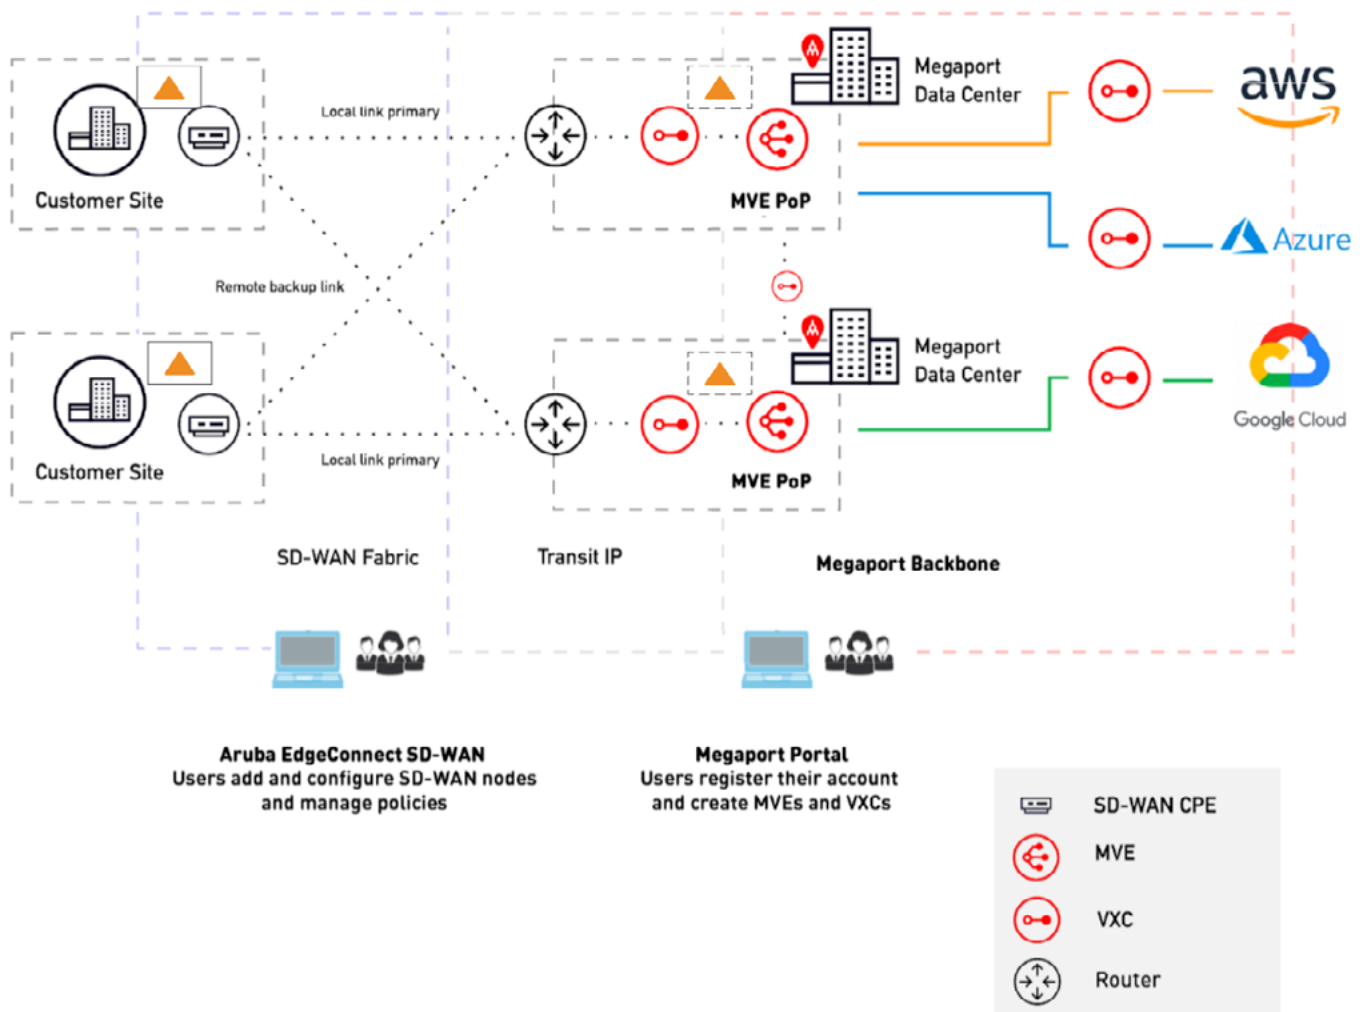 Megaport
Data Center
aws
Local link primary
Customer Site
MVE PoP
Azure
Remote backup link
Megaport
Data Center
Google Cloud
Local link primary
Customer Site
MVE PoP
SD-WAN Fabric
Transit IP
Megaport Backbone
Aruba EdgeConnect SD-WAN
Users add and configure SD-WAN nodes
and manage policies
Megaport Portal
Users register their account
and create MVEs and VXCs
SD-WAN CPE
MVE
VXC
Router